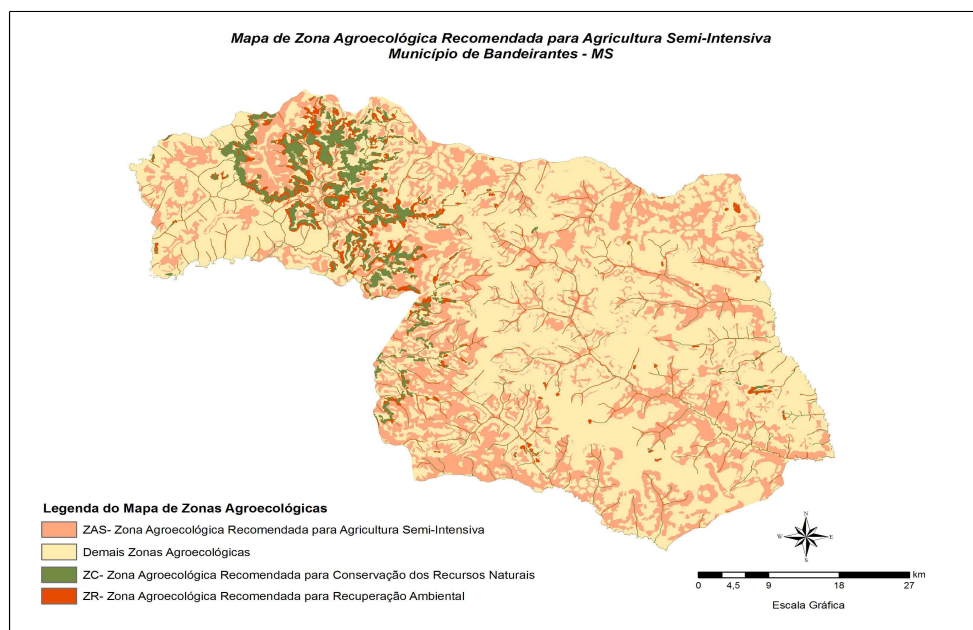 Mapa de Zona Agroecológica Recomendada para Agricultura Semi-Intensiva
Município de Bandeirantes - MS
Legenda do Mapa de Zonas Agroecológicas
ZAS- Zona Agroecológica Recomendada para Agricultura Semi-Intensiva
Demais Zonas Agroecológicas
ZC- Zona Agroecológica Recomendada para Conservação dos Recursos Naturais
ZR- Zona Agroecológica Recomendada para Recuperação Ambiental
N
W E
S
km
0 4,5 9 18 27
Escala Gráfica